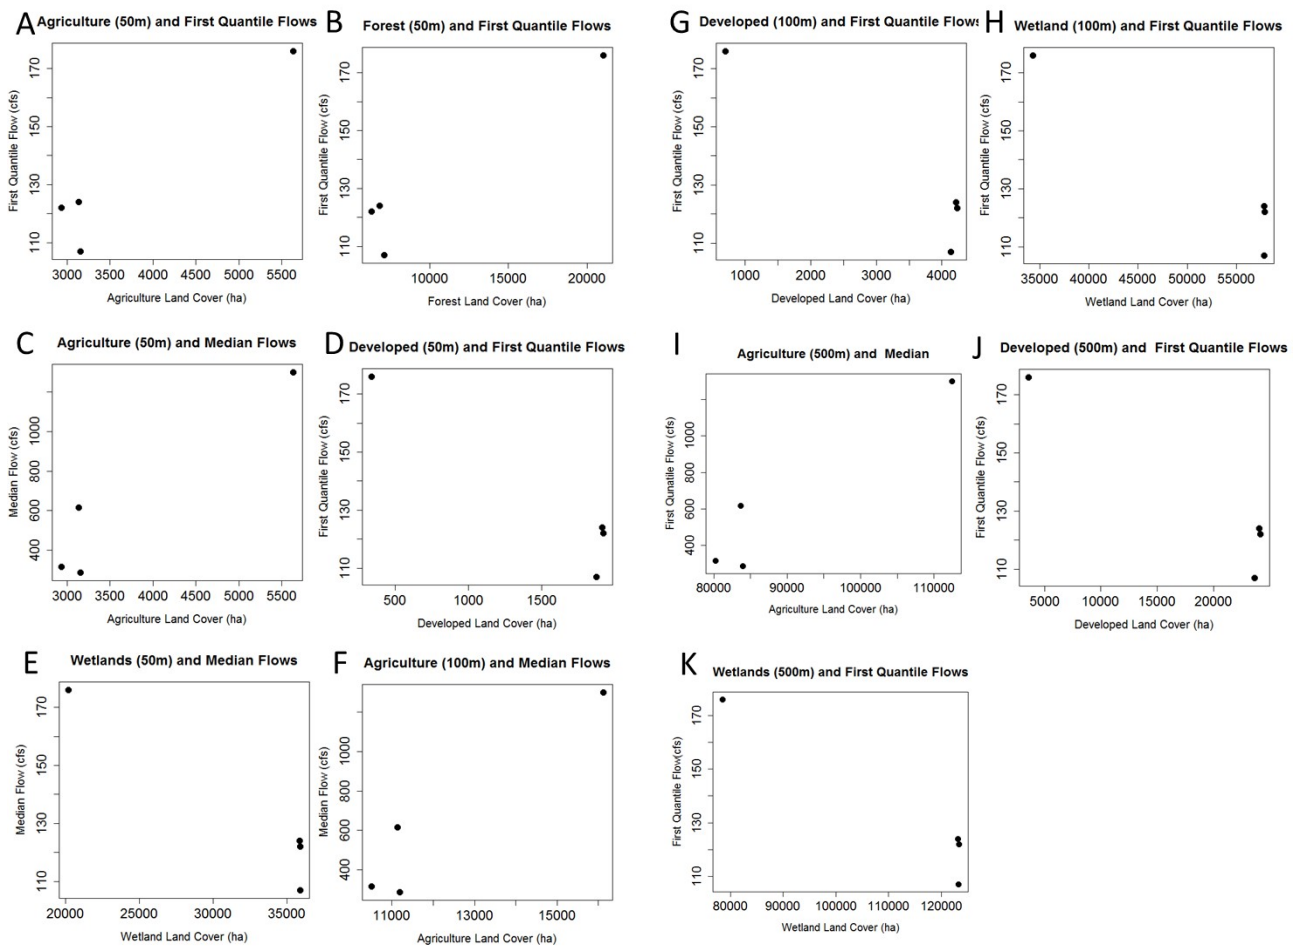 A Agriculture (50m) and First Quantile Flows
170
150
130
110
First Quantile Flow (cfs)
3000 3500 4000 4500 5000 5500
Agriculture Land Cover (ha)
B Forest (50m) and First Quantile Flows
170
150
130
110
First Quantile Flow (cfs)
10000 15000 20000
Forest Land Cover (ha)
G Developed (100m) and First Quantile Flows
170
150
130
110
First Quantile Flow (cfs)
1000 2000 3000 4000
Developed Land Cover (ha)
H Wetland (100m) and First Quantile Flows
170
150
130
110
First Quantile Flow (cfs)
35000 40000 45000 50000 55000
Wetland Land Cover (ha)
C Agriculture (50m) and Median Flows
1000
800
600
400
Median Flow (cfs)
3000 3500 4000 4500 5000 5500
Agriculture Land Cover (ha)
D Developed (50m) and First Quantile Flows
170
150
130
110
First Quantile Flow (cfs)
500 1000 1500
Developed Land Cover (ha)
I Agriculture (500m) and Median
1000
800
600
400
First Qunatile Flow (cfs)
80000 90000 100000 110000
Agriculture Land Cover (ha)
J Developed (500m) and First Quantile Flows
170
150
130
110
First Quantile Flow (cfs)
5000 10000 15000 20000
Developed Land Cover (ha)
E Wetlands (50m) and Median Flows
170
150
130
110
Median Flow (cfs)
20000 25000 30000 35000
Wetland Land Cover (ha)
F Agriculture (100m) and Median Flows
1000
800
600
400
Median Flow (cfs)
11000 13000 15000
Agriculture Land Cover (ha)
K Wetlands (500m) and First Quantile Flows
170
150
130
110
First Quantile Flow(cfs)
80000 90000 100000 110000 120000
Wetland Land Cover (ha)